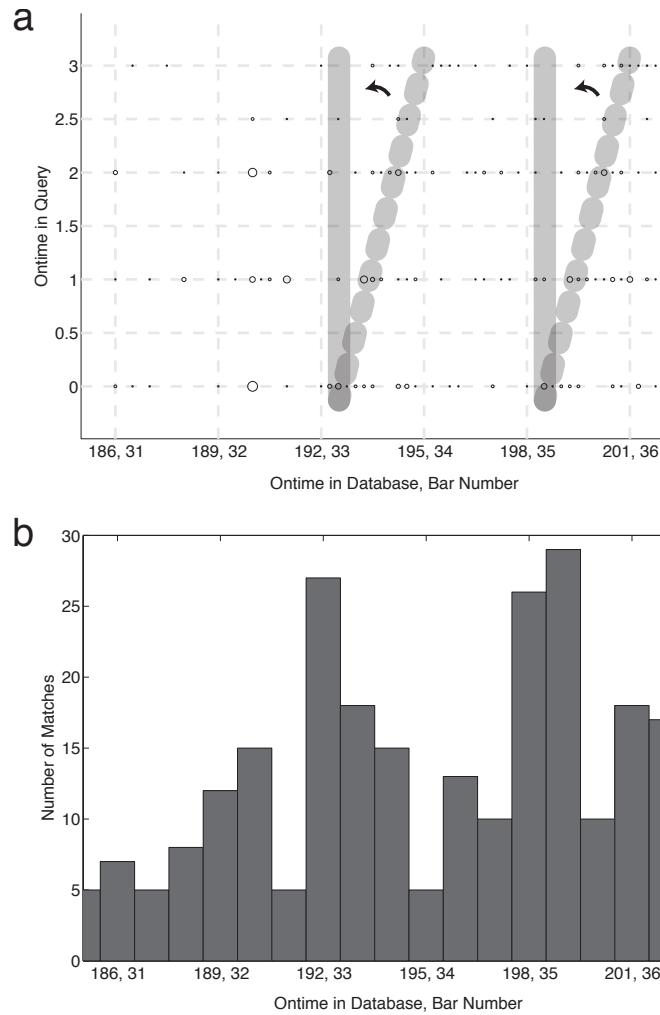 a
3
2.5
2
1.5
1
0.5
0
Ontime in Query
186, 31 189, 32 192, 33 195, 34 198, 35 201, 36
Ontime in Database, Bar Number
b
30
25
20
15
10
5
0
Number of Matches
186, 31 189, 32 192, 33 195, 34 198, 35 201, 36
Ontime in Database, Bar Number